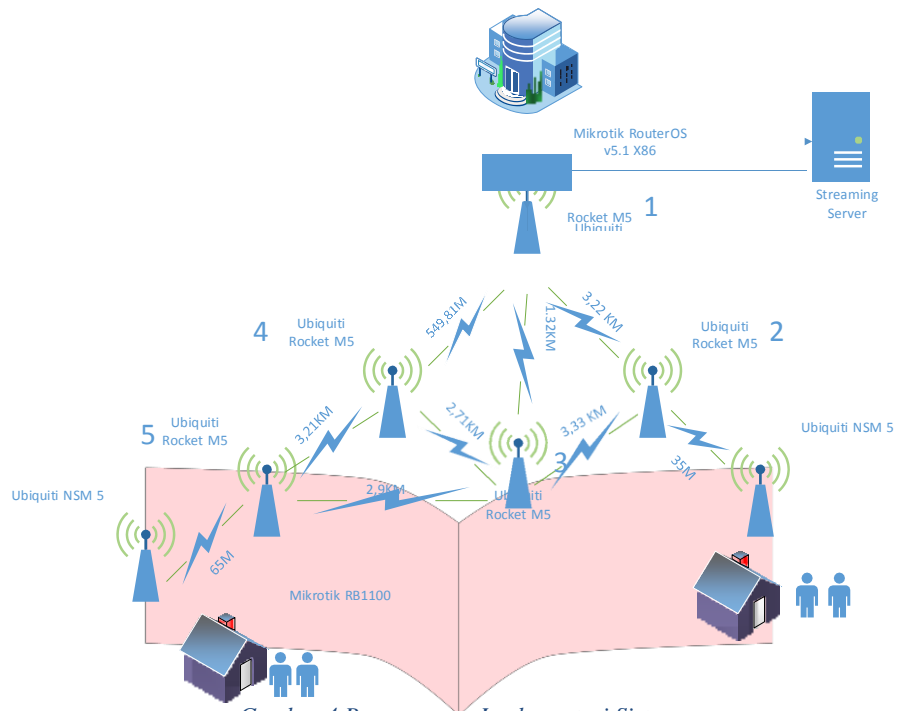 Mikrotik RouterOS
v5.1 X86
Streaming
Server
Rocket M5
Ubiquiti
1
549,81M
1.32KM
3,22 KM
4
Ubiquiti
Rocket M5
Ubiquiti
Rocket M5
2
3,21KM
2,71KM
3,33 KM
5
Ubiquiti
Rocket M5
3
Ubiquiti
Rocket M5
35M
Ubiquiti NSM 5
Ubiquiti NSM 5
2,9KM
65M
Mikrotik RB1100